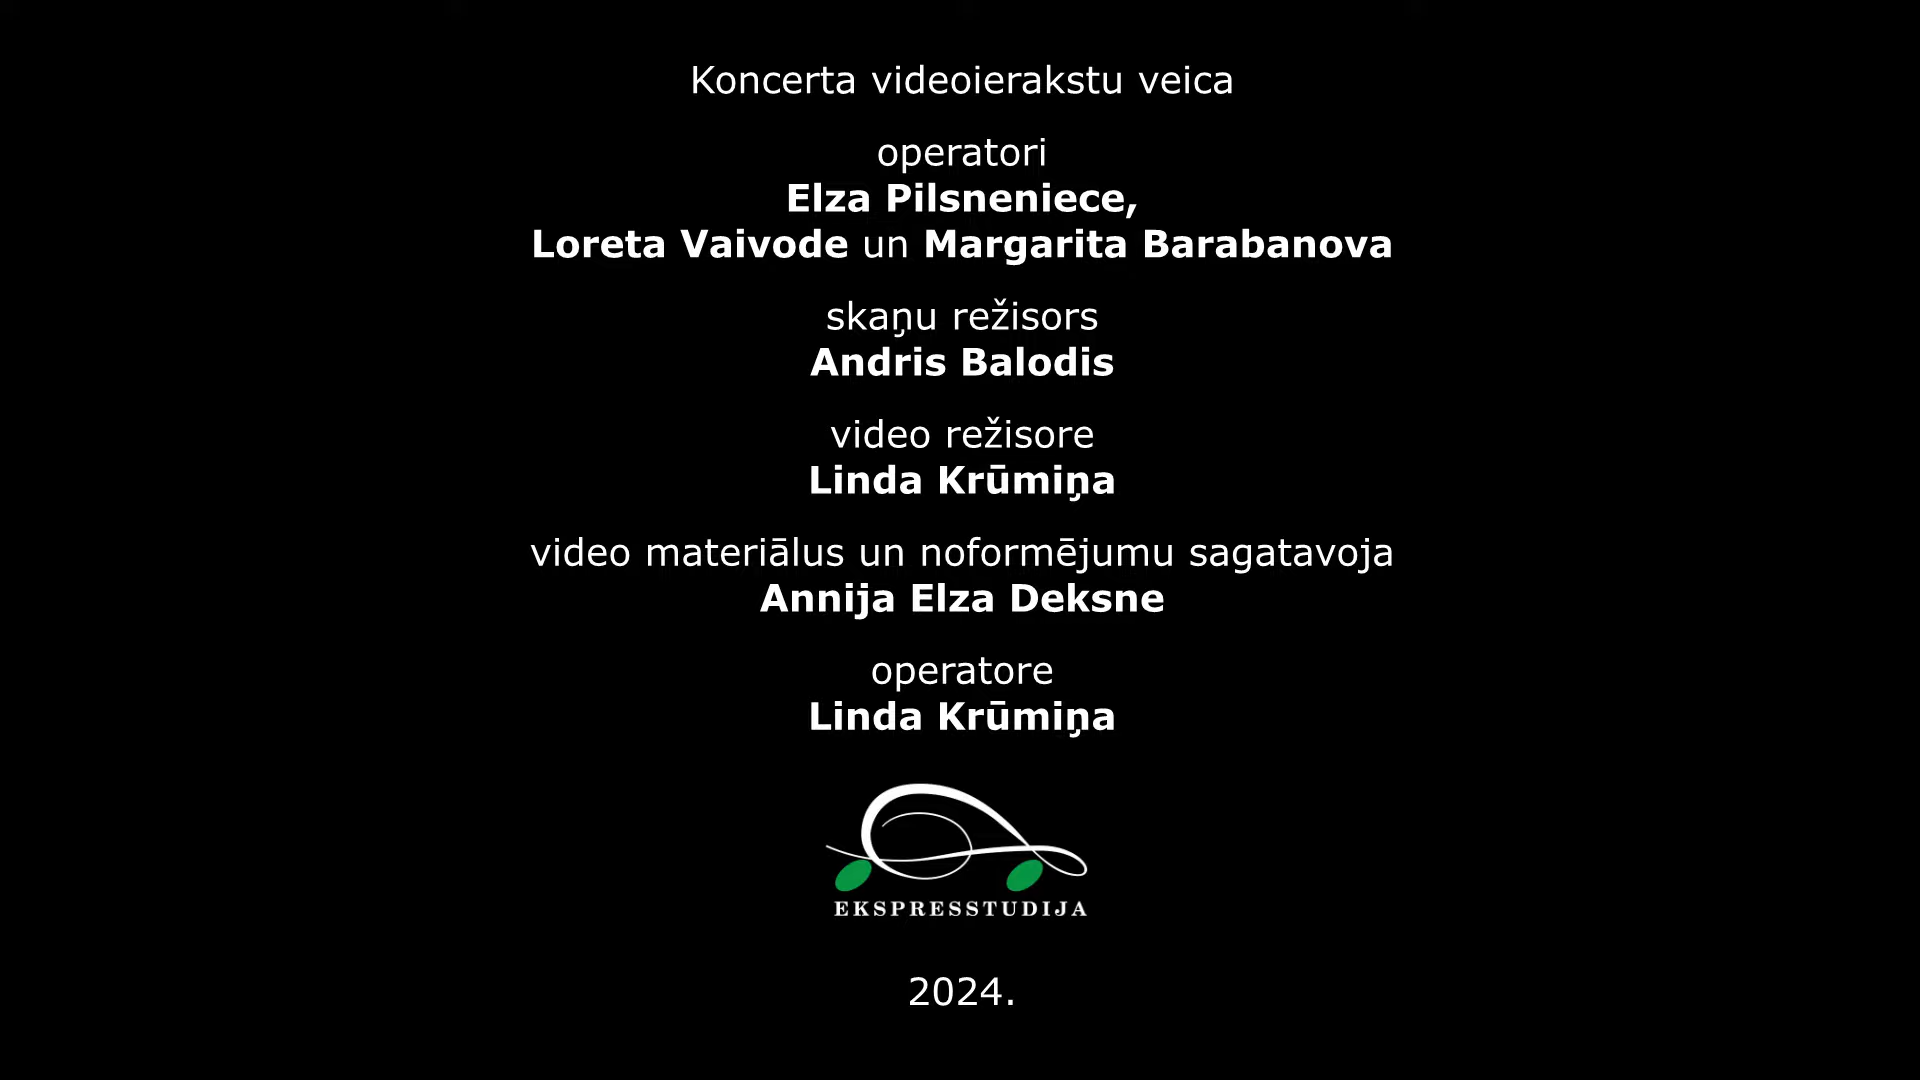 Koncerta videoierakstu veica
operatori
Elza Pilsneniece,
Loreta Vaivode un Margarita Barabanova
skaņu režisors
Andris Balodis
video režisore
Linda Krūmiņa
video materiālus un noformējumu sagatavoja
Annija Elza Deksne
operatore
Linda Krūmiņa
EKSPRESSTUDIJA
2024.